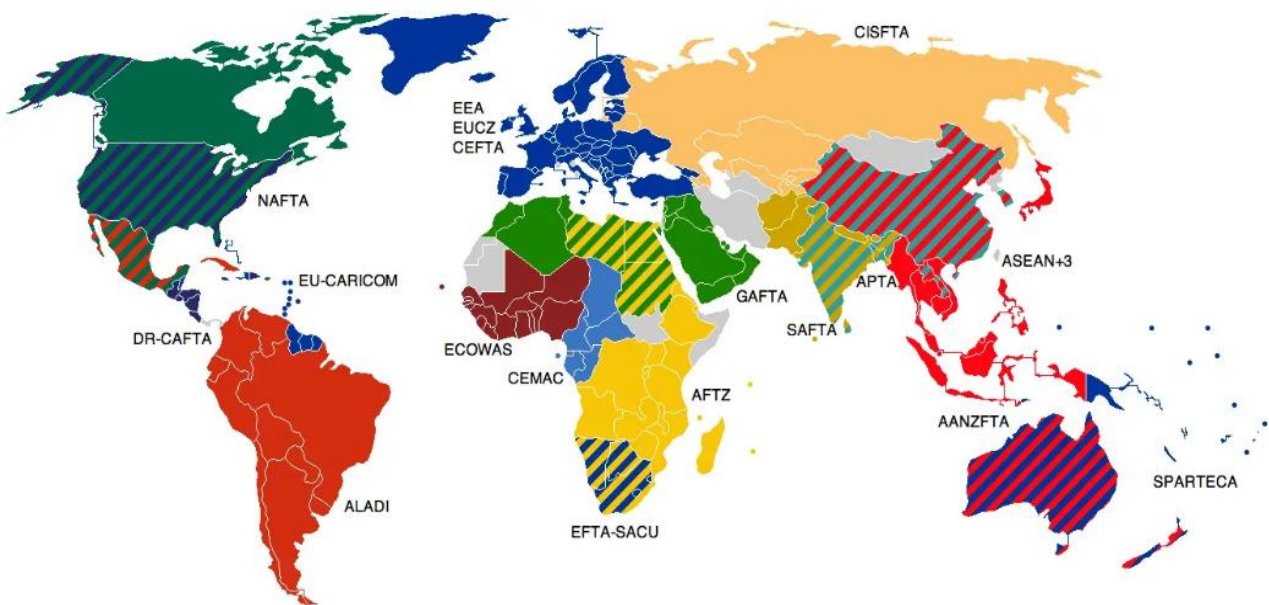 CISFTA
EEA
EUCZ
CEFTA
NAFTA
ASEAN+3
EU-CARICOM
APTA
GAFTA
SAFTA
DR-CAFTA
ECOWAS
CEMAC
AFTZ
AANZFTA
SPARTECA
ALADI
EFTA-SACU